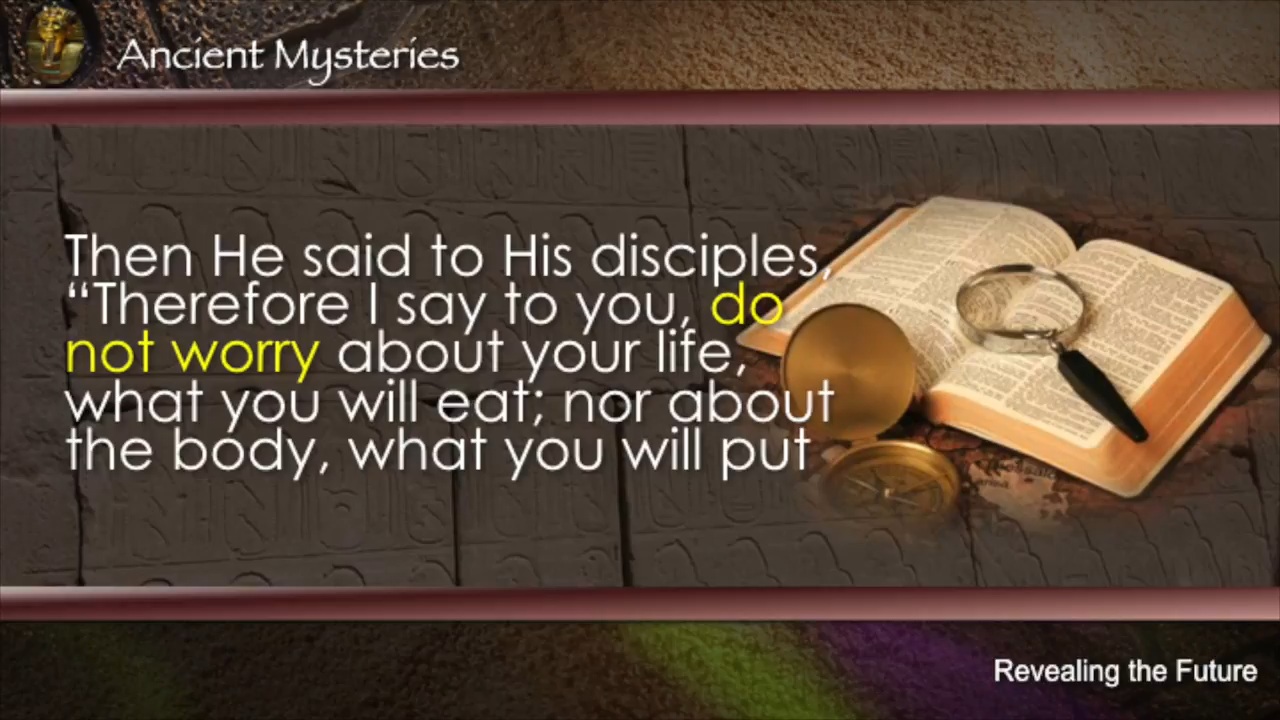 Ancient Mysteries
Then He said to His disciples,
“Therefore I say to you, do
not worry about your life,
what you will eat; nor about
the body, what you will put
Revealing the Future